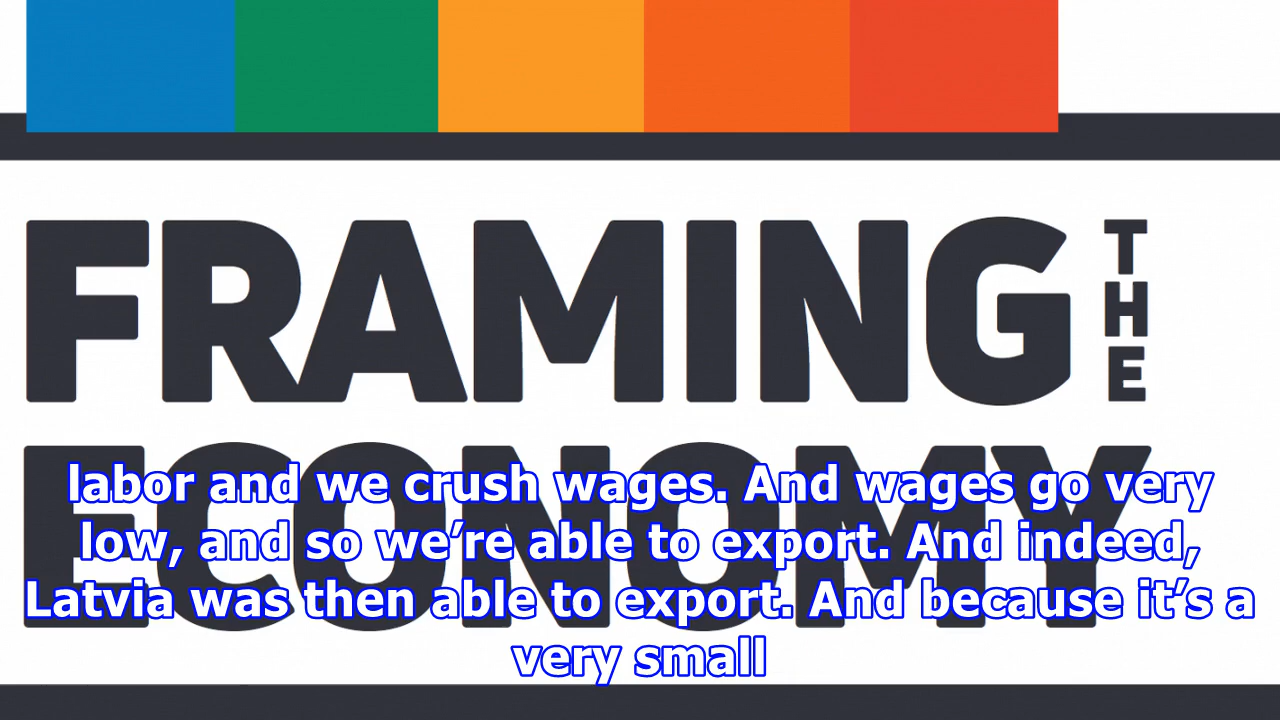 FRAMING THE
ECONOMY
labor and we crush wages. And wages go very
low, and so we’re able to export. And indeed,
Latvia was then able to export. And because it’s a
very small